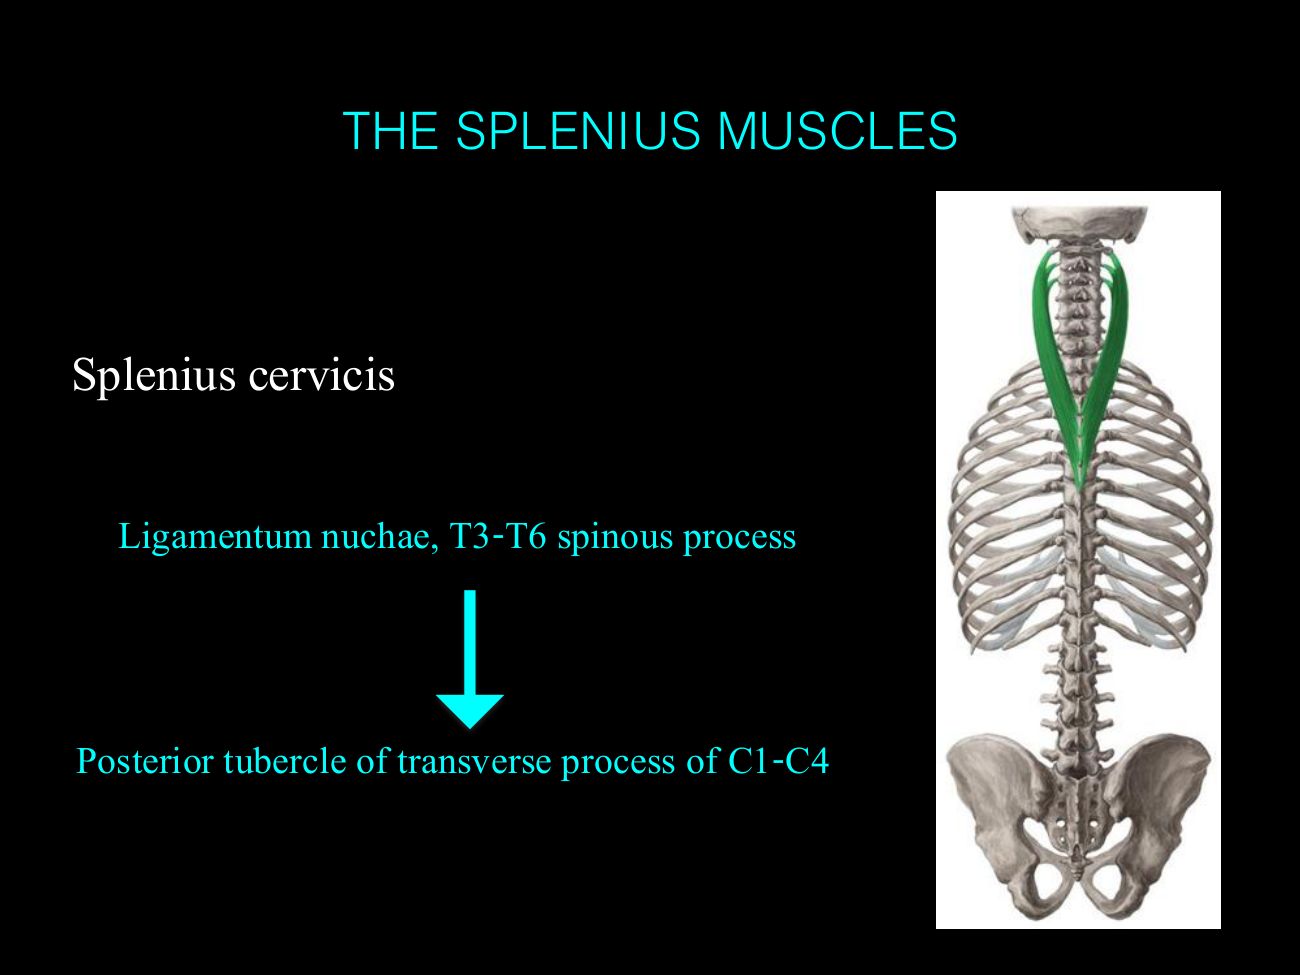 THE SPLENIUS MUSCLES
Splenius cervicis
Ligamentum nuchae, T3-T6 spinous process
Posterior tubercle of transverse process of C1-C4